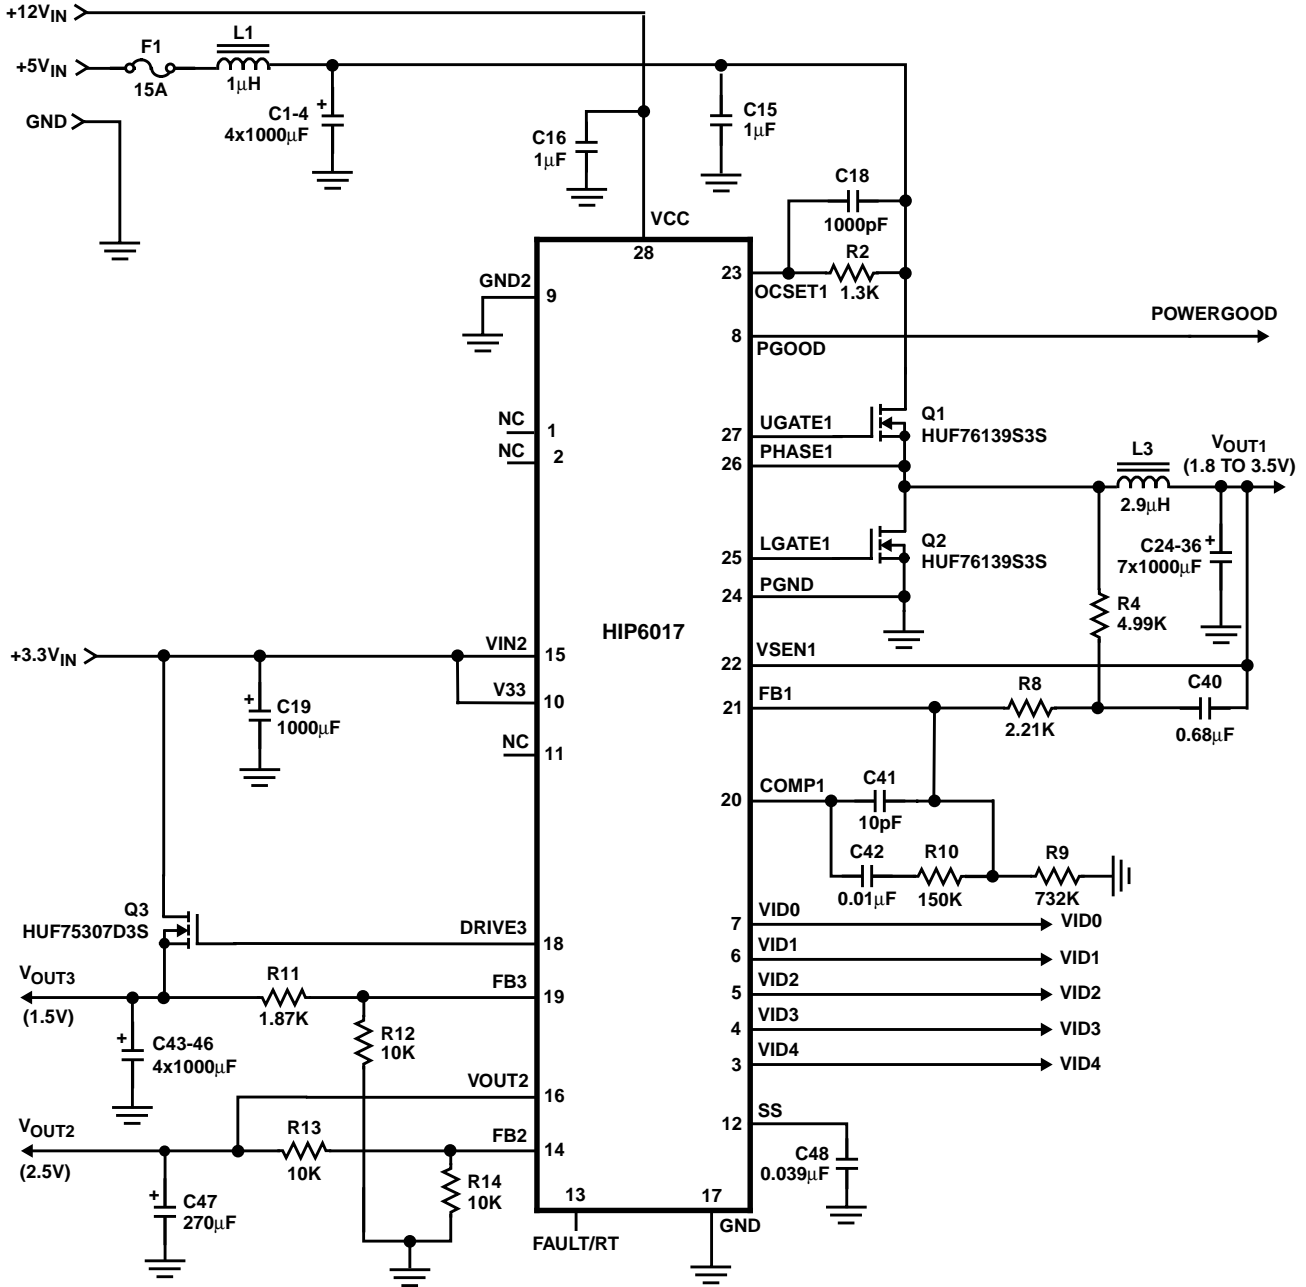 +12VIN
+5VIN
F1
15A
L1
1μH
GND
+
C1-4
4x1000μF
C16
1μF
C15
1μF
VCC
28
C18
1000pF
R2
1.3K
23
OCSET1
GND2
9
POWERGOOD
8
PGOOD
NC
1
NC
2
UGATE1
27
Q1
HUF76139S3S
PHASE1
26
L3
2.9μH
VOUT1
(1.8 TO 3.5V)
LGATE1
25
Q2
HUF76139S3S
C24-36
+
7x1000μF
PGND
24
R4
4.99K
HIP6017
+3.3VIN
VIN2
15
V33
10
+
C19
1000μF
NC
11
VSEN1
22
FB1
21
R8
2.21K
C40
0.68μF
COMP1
20
C41
10pF
C42
0.01μF
R10
150K
R9
732K
Q3
HUF75307D3S
DRIVE3
18
VID0
7
VID0
VID1
6
VID1
VID2
5
VID2
VID3
4
VID3
VID4
3
VID4
VOUT3
(1.5V)
R11
1.87K
FB3
19
+
C43-46
4x1000μF
R12
10K
VOUT2
16
SS
12
C48
0.039μF
VOUT2
(2.5V)
R13
10K
FB2
14
R14
10K
+
C47
270μF
13
FAULT/RT
17
GND